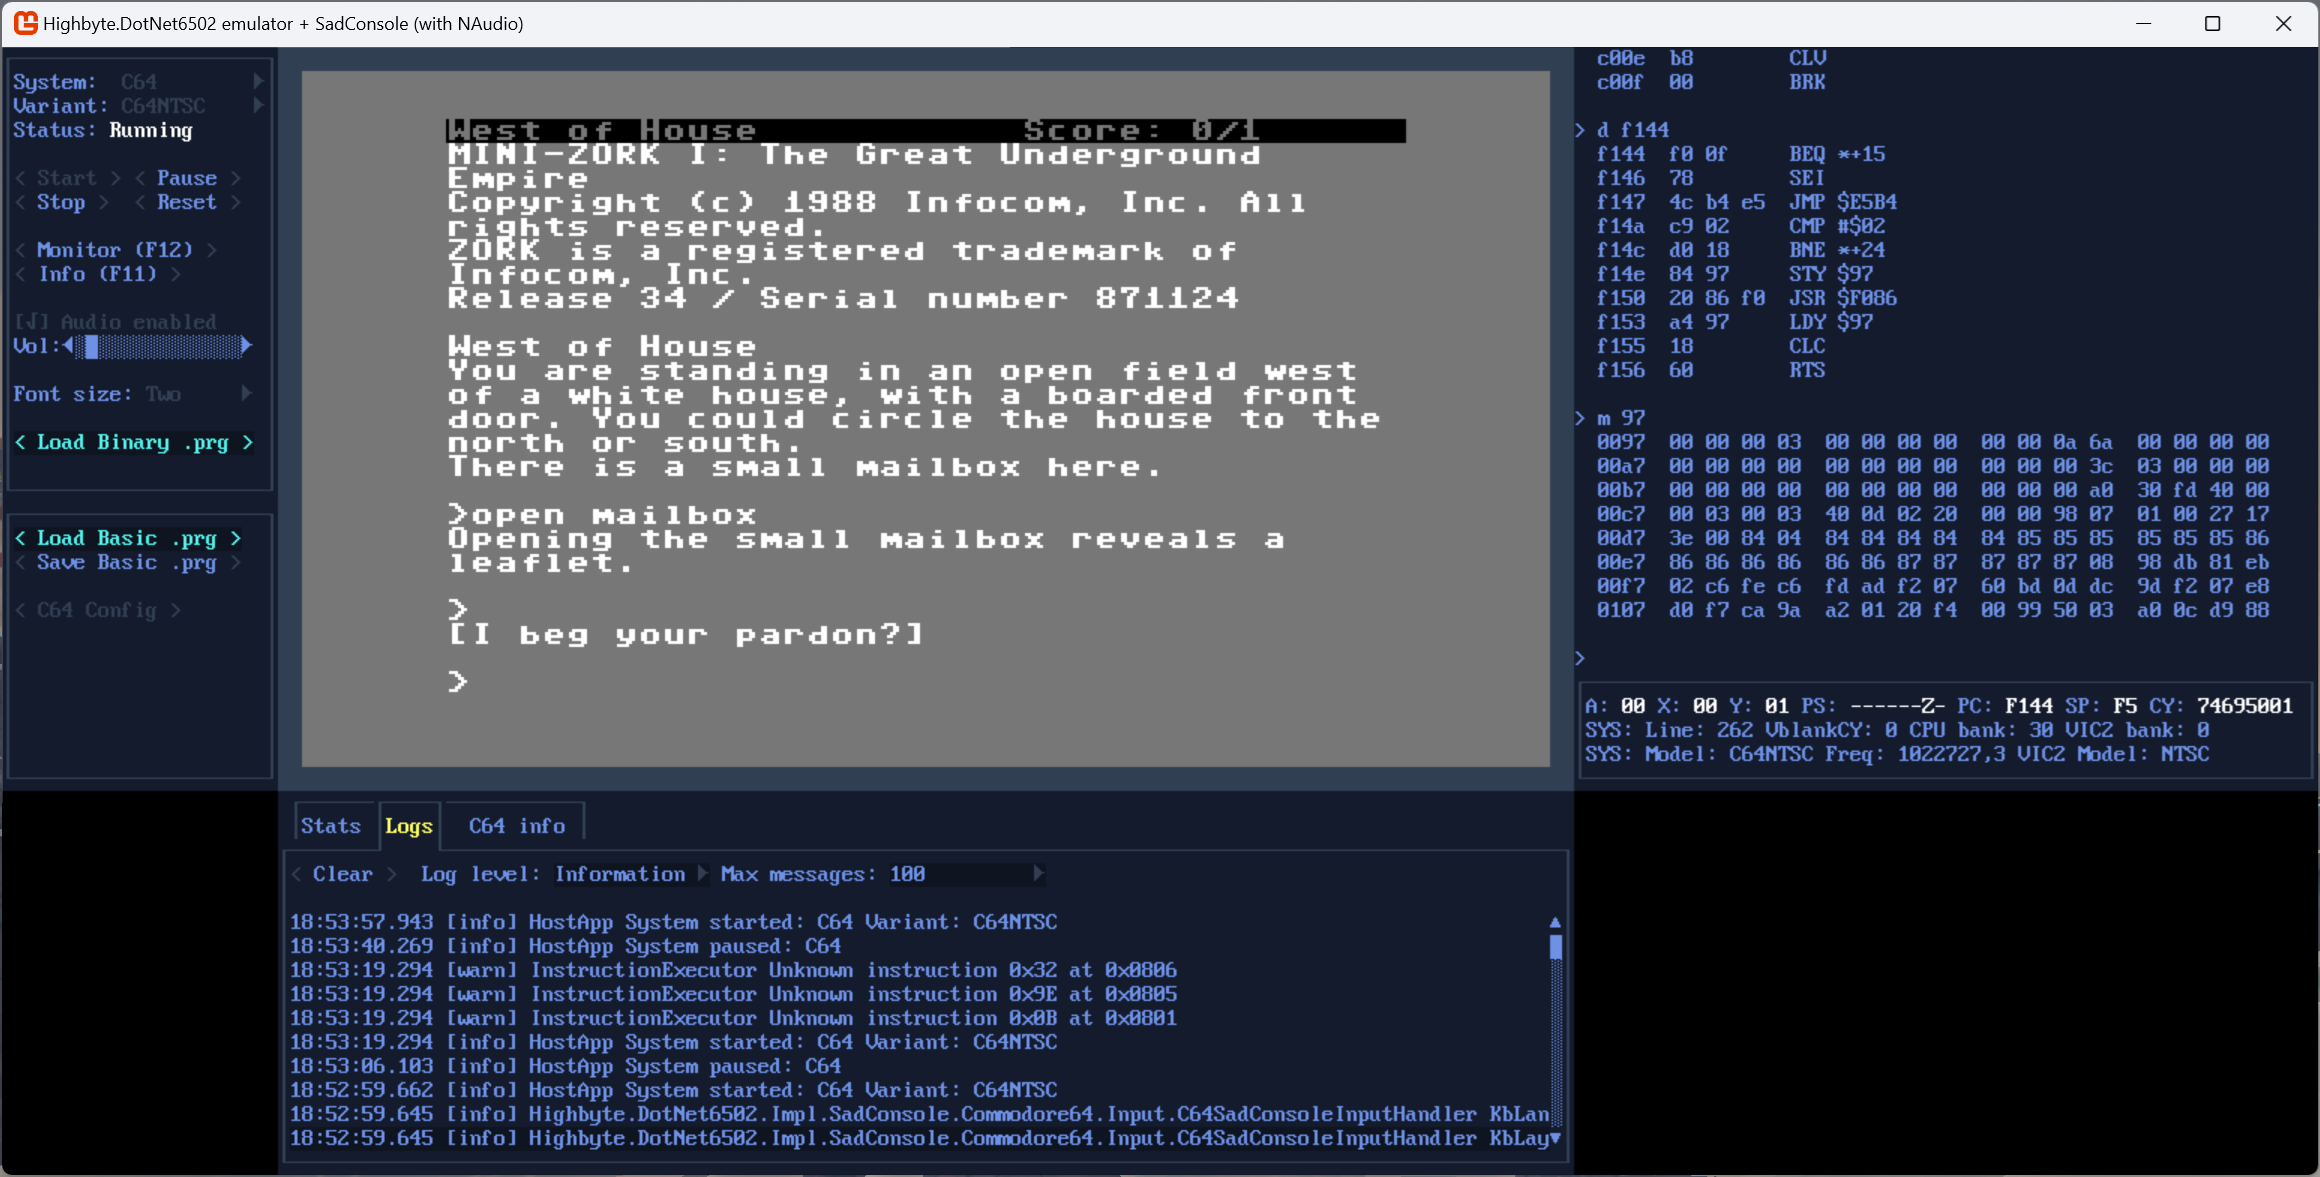 Highbyte.DotNet6502 emulator + SadConsole (with NAudio)
System: C64
Variant: C64NTSC
Status: Running
< Start > < Pause >
< Stop > < Reset >
< Monitor (F12) >
< Info (F11) >
[√] Audio enabled
Vol:
Font size: Two
< Load Binary .prg >
< Load Basic .prg >
< Save Basic .prg >
< C64 Config >
West of House Score: 0/1
MINI-ZORK I: The Great Underground
Empire
Copyright (c) 1988 Infocom, Inc. All
rights reserved.
ZORK is a registered trademark of
Infocom, Inc.
Release 34 / Serial number 871124
West of House
You are standing in an open field west
of a white house, with a boarded front
door. You could circle the house to the
north or south.
There is a small mailbox here.
>open mailbox
Opening the small mailbox reveals a
leaflet.
>
[I beg your pardon?]
>
c00e b8 CLV
c00f 00 BRK
> d f144
f144 f0 0f BEQ *+15
f146 78 SEI
f147 4c b4 e5 JMP $E5B4
f14a c9 02 CMP #$02
f14c d0 18 BNE *+24
f14e 84 97 STY $97
f150 20 86 f0 JSR $F086
f153 a4 97 LDY $97
f155 18 CLC
f156 60 RTS
> m 97
0097 00 00 00 03 00 00 00 00 00 00 0a 6a 00 00 00 00
00a7 00 00 00 00 00 00 00 00 00 00 00 3c 03 00 00 00
00b7 00 00 00 00 00 00 00 00 00 00 00 a0 30 fd 40 00
00c7 00 03 00 03 40 0d 02 20 00 00 98 07 01 00 27 17
00d7 3e 00 84 04 84 84 84 84 84 85 85 85 85 85 85 86
00e7 86 86 86 86 86 86 87 87 87 87 87 08 98 db 81 eb
00f7 02 c6 fe c6 fd ad f2 07 60 bd 0d dc 9d f2 07 e8
0107 d0 f7 ca 9a a2 01 20 f4 00 99 50 03 a0 0c d9 88
>
A: 00 X: 00 Y: 01 PS: ------Z- PC: F144 SP: F5 CY: 74695001
SYS: Line: 262 VblankCY: 0 CPU bank: 30 VIC2 bank: 0
SYS: Model: C64NTSC Freq: 1022727,3 VIC2 Model: NTSC
Stats Logs C64 info
< Clear > Log level: Information Max messages: 100
18:53:57.943 [info] HostApp System started: C64 Variant: C64NTSC
18:53:40.269 [info] HostApp System paused: C64
18:53:19.294 [warn] InstructionExecutor Unknown instruction 0x32 at 0x0806
18:53:19.294 [warn] InstructionExecutor Unknown instruction 0x9E at 0x0805
18:53:19.294 [warn] InstructionExecutor Unknown instruction 0x0B at 0x0801
18:53:19.294 [info] HostApp System started: C64 Variant: C64NTSC
18:53:06.103 [info] HostApp System paused: C64
18:52:59.662 [info] HostApp System started: C64 Variant: C64NTSC
18:52:59.645 [info] Highbyte.DotNet6502.Impl.SadConsole.Commodore64.Input.C64SadConsoleInputHandler KbLan
18:52:59.645 [info] Highbyte.DotNet6502.Impl.SadConsole.Commodore64.Input.C64SadConsoleInputHandler KbLay